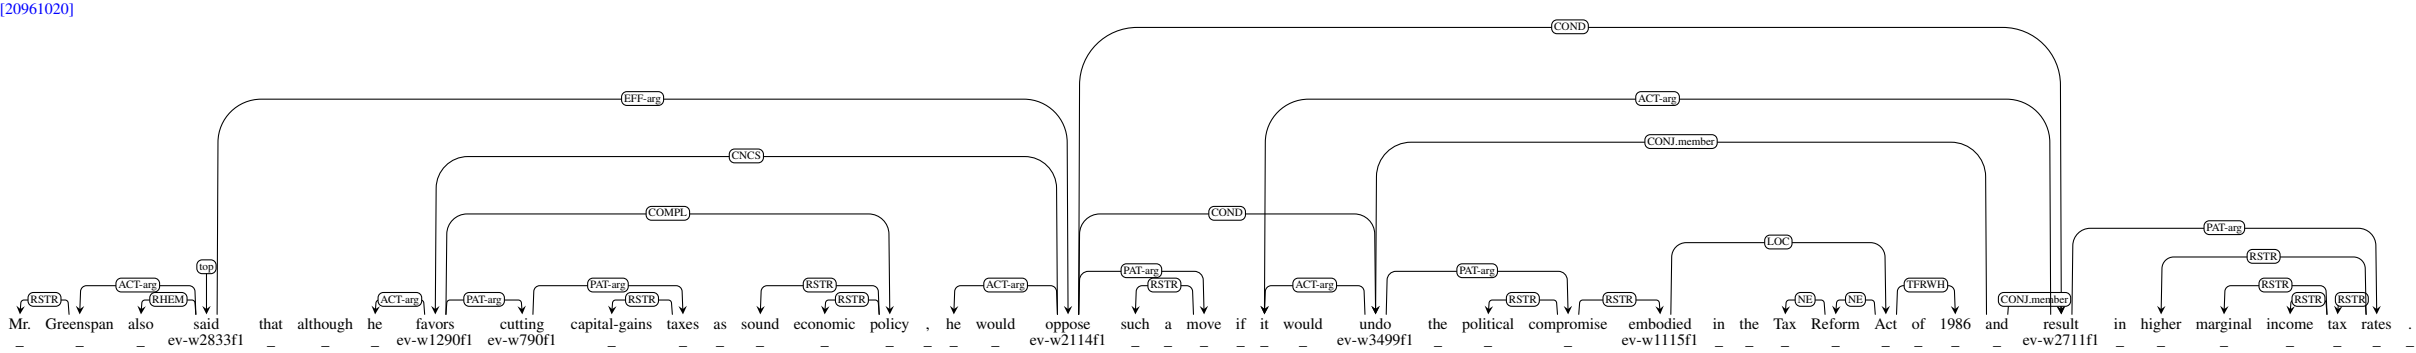 [20961020]
COND
EFF-arg ACT-arg
CONJ.member
CNCS
COMPL COND
PAT-arg
LOC
RSTR
top
PAT-arg PAT-arg
ACT-arg PAT-arg RSTR ACT-arg RSTR ACT-arg TFRWH RSTR
RSTR RHEM ACT-arg PAT-arg RSTR RSTR RSTR RSTR NE NE CONJ.member RSTR RSTR
Mr. Greenspan also said that although he favors cutting capital-gains taxes as sound economic policy , he would oppose such a move if it would undo the political compromise embodied in the Tax Reform Act of 1986 and result in higher marginal income tax rates .
_ _ _ ev-w2833f1 _ _ _ ev-w1290f1 ev-w790f1 _ _ _ _ _ _ _ _ _ ev-w2114f1 _ _ _ _ _ _ ev-w3499f1 _ _ _ ev-w1115f1 _ _ _ _ _ _ _ _ ev-w2711f1 _ _ _ _ _ _ _